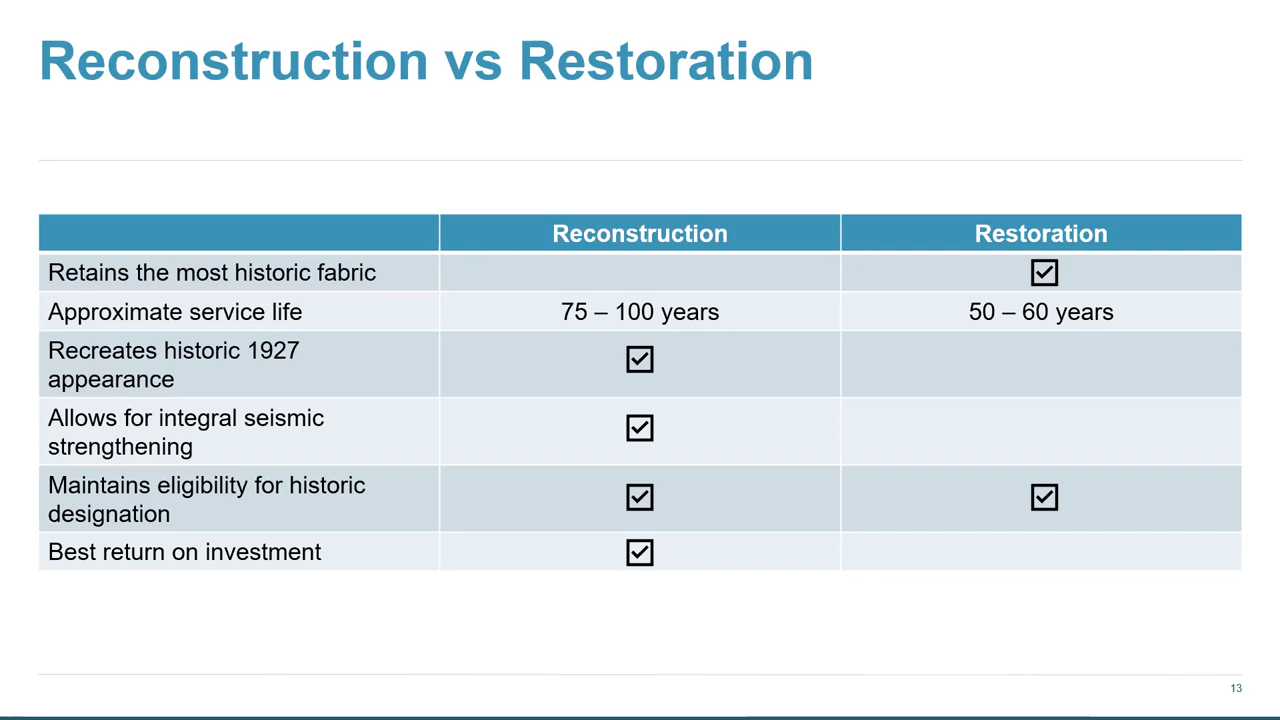 Reconstruction vs Restoration
Reconstruction
Restoration
Retains the most historic fabric
Approximate service life
75 – 100 years
50 – 60 years
Recreates historic 1927
appearance
Allows for integral seismic
strengthening
Maintains eligibility for historic
designation
Best return on investment
13